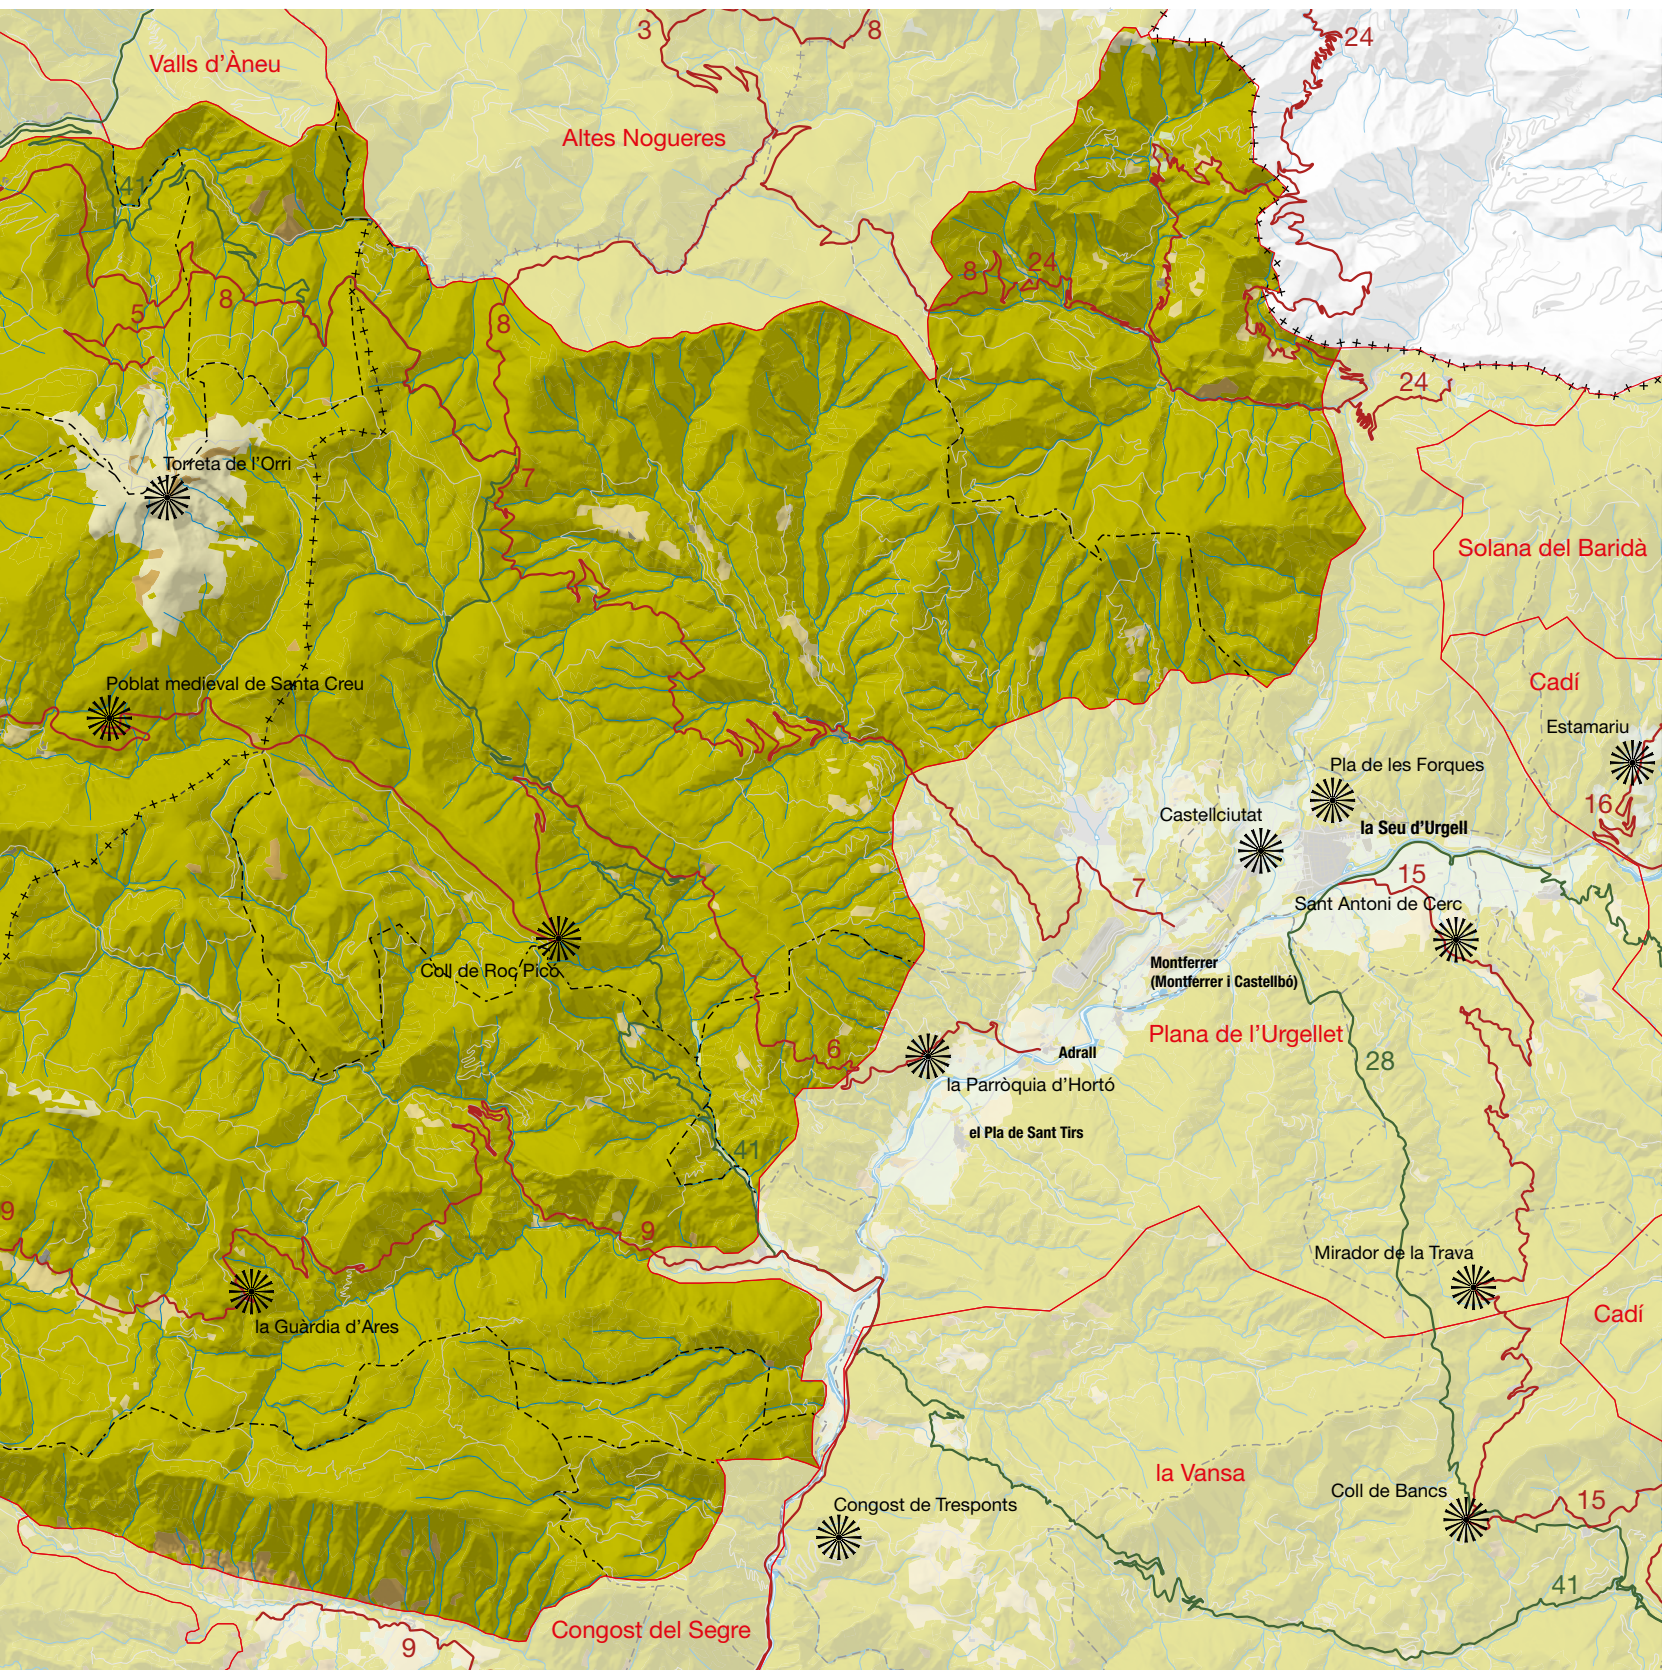 3
8
24
Valls d'Àneu
Altes Nogueres
41
8
24
5
8
8
24
Torreta de l'Orri
7
Solana del Baridà
Cadí
Poblat medieval de Santa Creu
Estamariu
Pla de les Forques
16
Castellciutat
la Seu d'Urgell
15
7
Sant Antoni de Cerc
Coll de Roc Picó
Montferrer
(Montferrer i Castellbó)
Plana de l'Urgellet
6
Adrall
28
la Parròquia d'Hortó
el Pla de Sant Tirs
41
9
9
Mirador de la Trava
Cadí
la Guàrdia d'Ares
la Vansa
Coll de Bancs
15
Congost de Tresponts
41
Congost del Segre
9